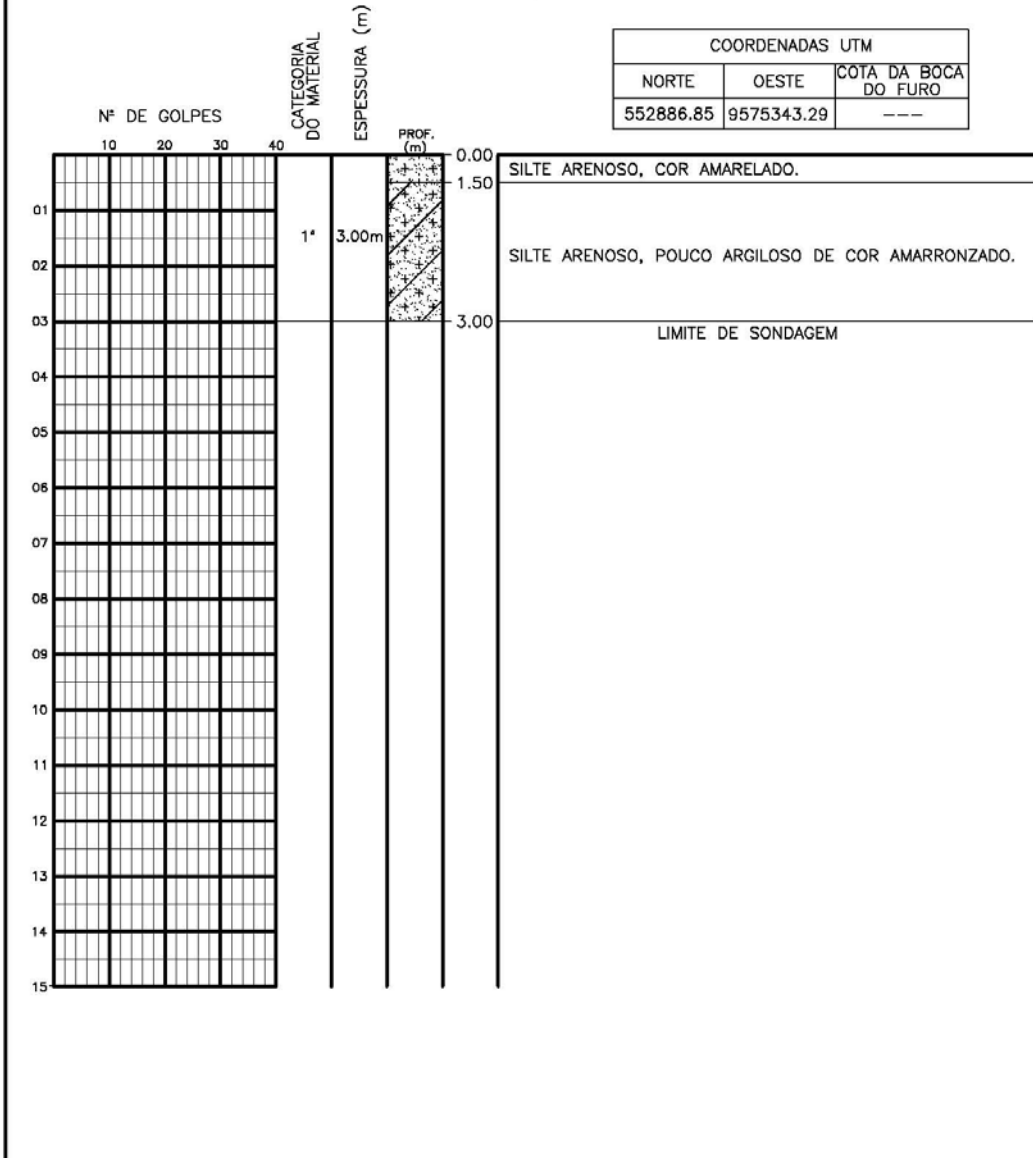 COORDENADAS UTM
NORTE OESTE COTA DA BOCA DO FURO
552886.85 9575343.29 ---
Nº DE GOLPES
CATEGORIA DO MATERIAL
ESPESSURA (m)
PROF. (m)
10 20 30 40
0.00
SILTE ARENOSO, COR AMARELADO.
1.50
01
1ª 3.00m
SILTE ARENOSO, POUCO ARGILOSO DE COR AMARRONZADO.
02
03
3.00
LIMITE DE SONDAGEM
04
05
06
07
08
09
10
11
12
13
14
15